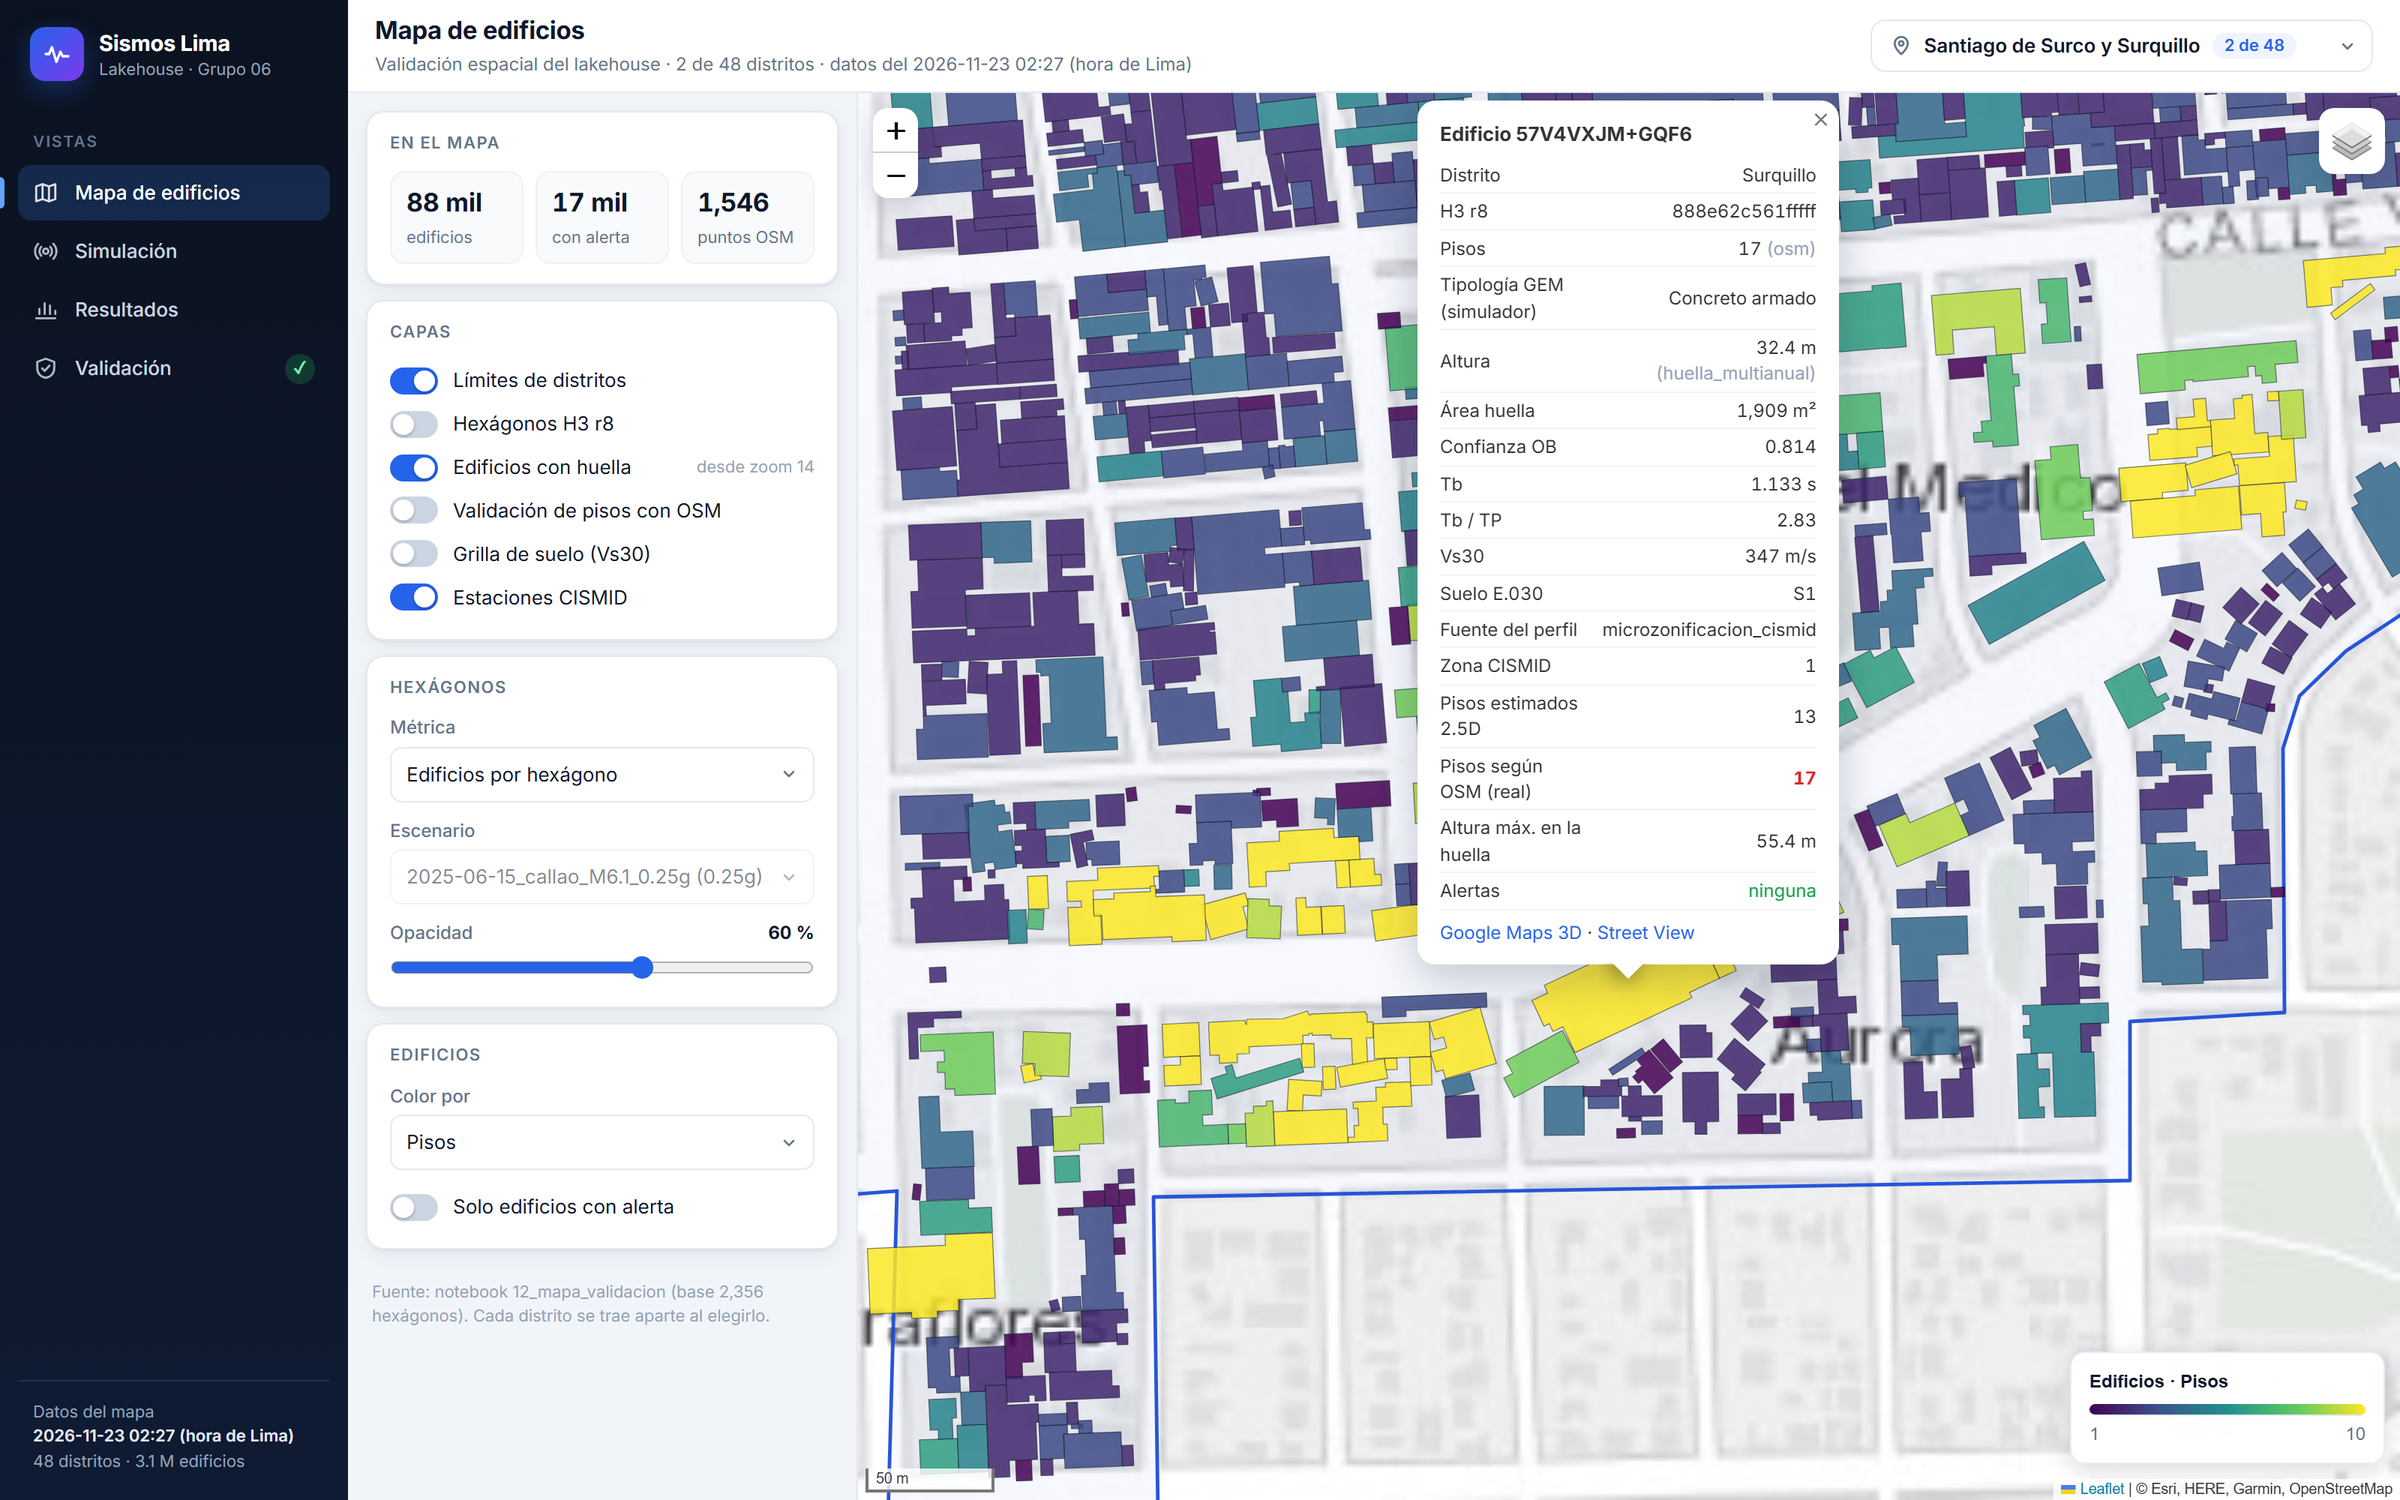 Sismos Lima
Lakehouse · Grupo 06
VISTAS
Mapa de edificios
Simulación
Resultados
Validación
Datos del mapa
2026-11-23 02:27 (hora de Lima)
48 distritos · 3.1 M edificios
Mapa de edificios
Validación espacial del lakehouse · 2 de 48 distritos · datos del 2026-11-23 02:27 (hora de Lima)
Santiago de Surco y Surquillo 2 de 48
EN EL MAPA
88 mil
edificios
17 mil
con alerta
1,546
puntos OSM
CAPAS
Límites de distritos
Hexágonos H3 r8
Edificios con huella desde zoom 14
Validación de pisos con OSM
Grilla de suelo (Vs30)
Estaciones CISMID
HEXÁGONOS
Métrica
Edificios por hexágono
Escenario
2025-06-15_callao_M6.1_0.25g (0.25g)
Opacidad 60 %
EDIFICIOS
Color por
Pisos
Solo edificios con alerta
Fuente: notebook 12_mapa_validacion (base 2,356
hexágonos). Cada distrito se trae aparte al elegirlo.
+
−
Edificio 57V4VXJM+GQF6 ×
Distrito Surquillo
H3 r8 888e62c561fffff
Pisos 17 (osm)
Tipología GEM
(simulador) Concreto armado
Altura 32.4 m
(huella_multianual)
Área huella 1,909 m²
Confianza OB 0.814
Tb 1.133 s
Tb / TP 2.83
Vs30 347 m/s
Suelo E.030 S1
Fuente del perfil microzonificacion_cismid
Zona CISMID 1
Pisos estimados
2.5D 13
Pisos según
OSM (real) 17
Altura máx. en la
huella 55.4 m
Alertas ninguna
Google Maps 3D · Street View
CALLE
al Medico
Aurora
raflores
Edificios · Pisos
1 10
50 m
Leaflet | © Esri, HERE, Garmin, OpenStreetMap